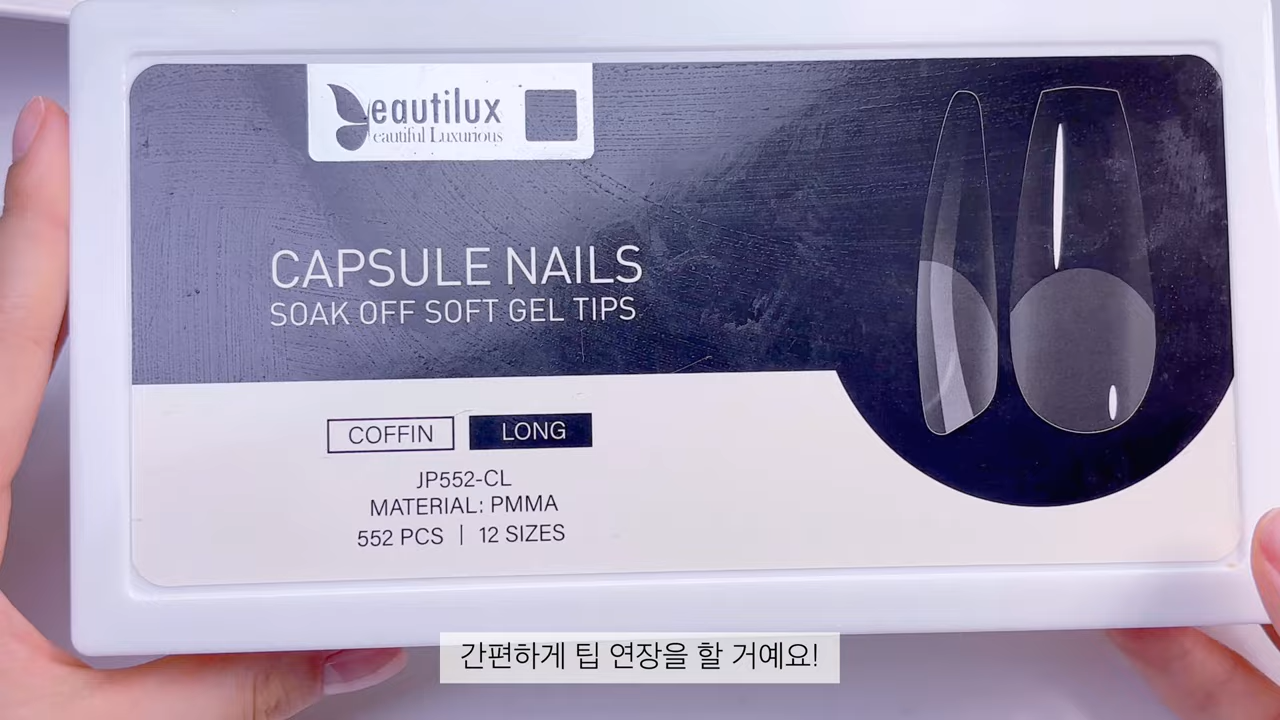 eautilux
eautiful Luxurious
CAPSULE NAILS
SOAK OFF SOFT GEL TIPS
COFFIN LONG
JP552-CL
MATERIAL: PMMA
552 PCS | 12 SIZES
간편하게 팁 연장을 할 거예요!